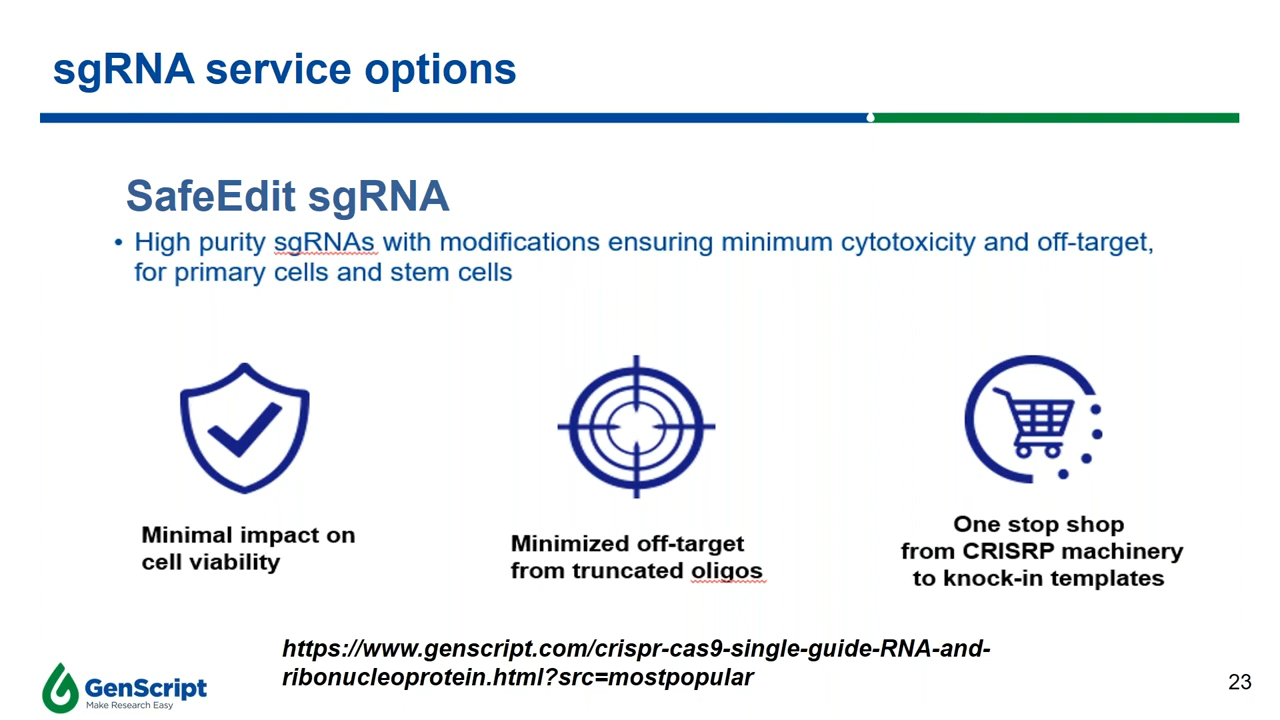 sgRNA service options
SafeEdit sgRNA
• High purity sgRNAs with modifications ensuring minimum cytotoxicity and off-target,
for primary cells and stem cells
Minimal impact on
cell viability
Minimized off-target
from truncated oligos
One stop shop
from CRISRP machinery
to knock-in templates
https://www.genscript.com/crispr-cas9-single-guide-RNA-and-
ribonucleoprotein.html?src=mostpopular
GenScript
Make Research Easy
23